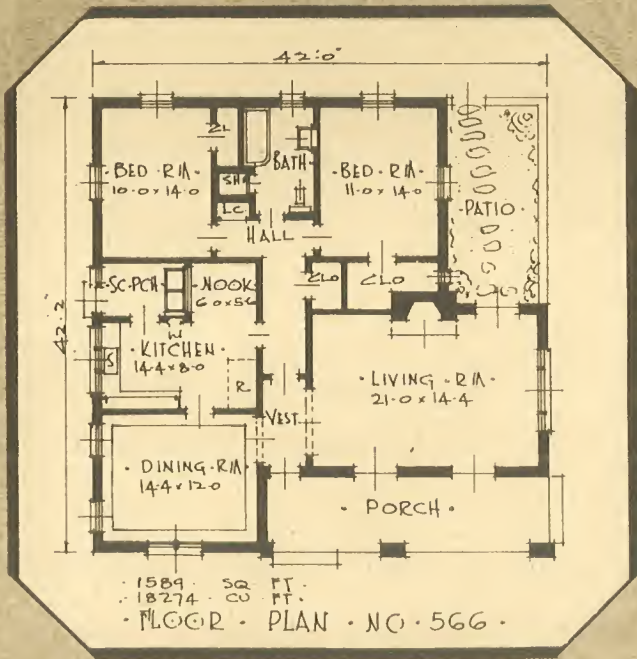 42'-0"
42'-2"
CL
BED RM
10-0 x 14-0
BATH
BED RM
11-0 x 14-0
SH
L.C.
PATIO
HALL
SC. PCH
NOOK
6-0 x 5-6
CLO
CLO
W
S
KITCHEN
14-4 x 8-0
R
LIVING RM
21-0 x 14-4
VEST.
DINING RM
14-4 x 12-0
PORCH
1589 SQ FT.
18274 CU FT.
FLOOR PLAN NO. 566